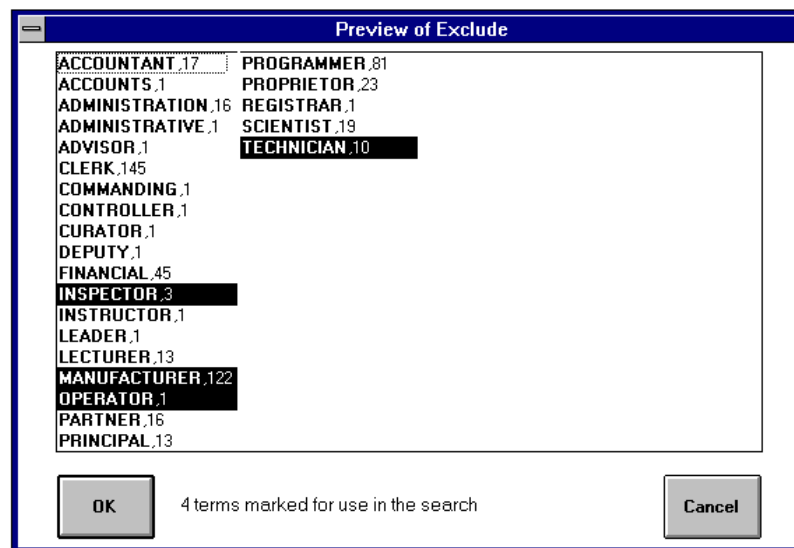 Preview of Exclude
ACCOUNTANT,17
ACCOUNTS,1
ADMINISTRATION,16
ADMINISTRATIVE,1
ADVISOR,1
CLERK,145
COMMANDING,1
CONTROLLER,1
CURATOR,1
DEPUTY,1
FINANCIAL,45
INSPECTOR,3
INSTRUCTOR,1
LEADER,1
LECTURER,13
MANUFACTURER,122
OPERATOR,1
PARTNER,16
PRINCIPAL,13
PROGRAMMER,81
PROPRIETOR,23
REGISTRAR,1
SCIENTIST,19
TECHNICIAN,10
OK
4 terms marked for use in the search
Cancel